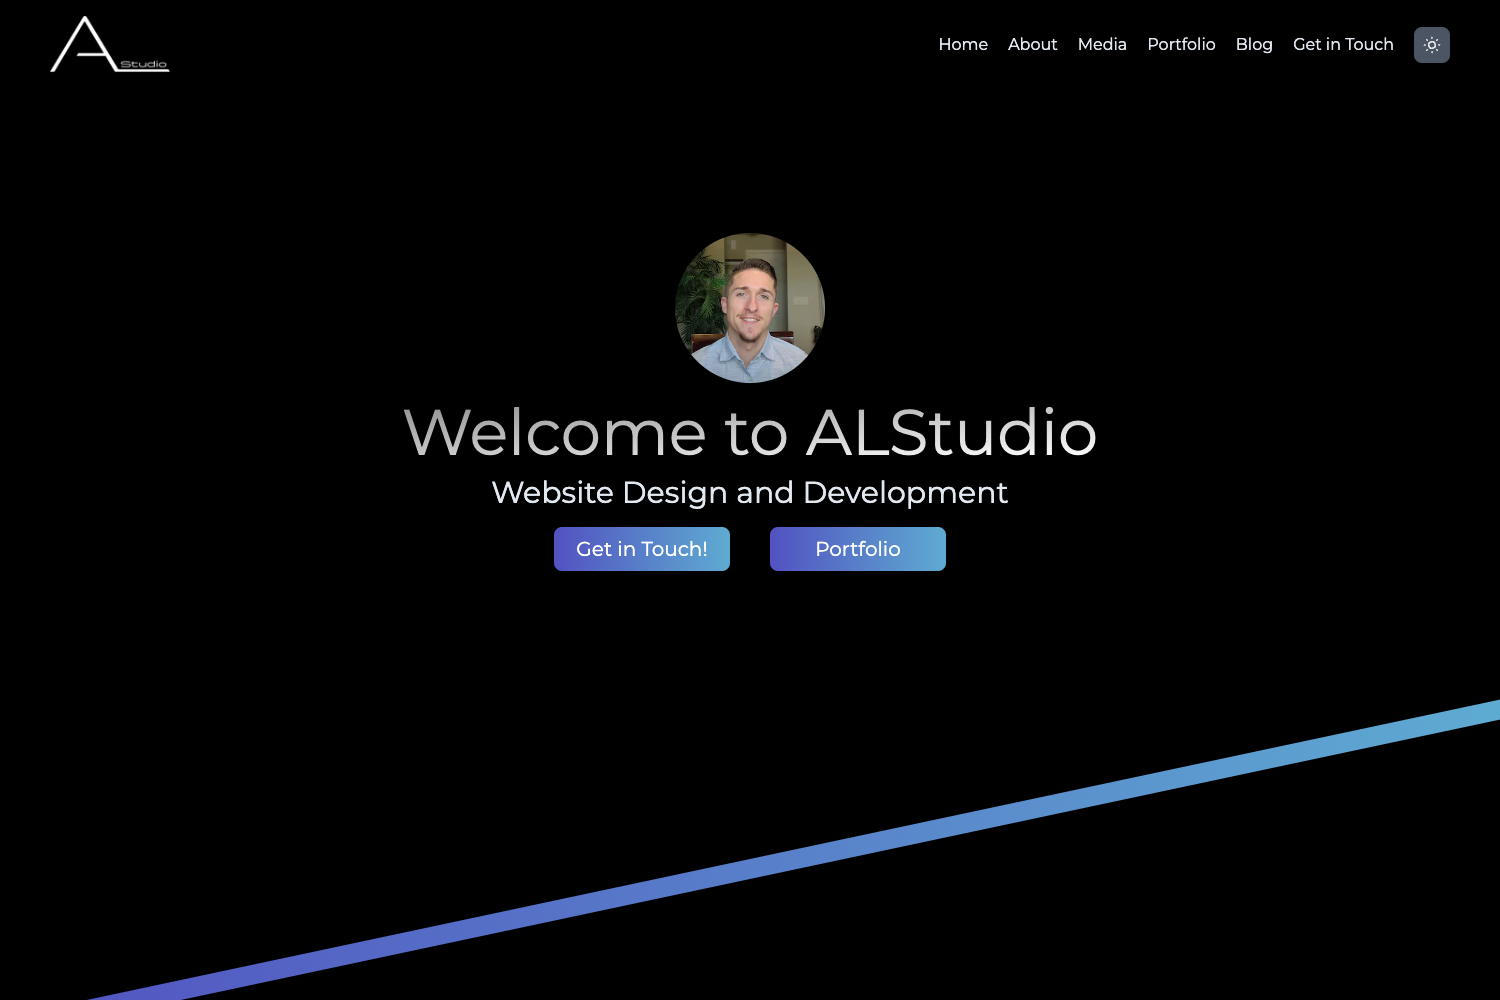 Studio
Home About Media Portfolio Blog Get in Touch
Welcome to ALStudio
Website Design and Development
Get in Touch! Portfolio